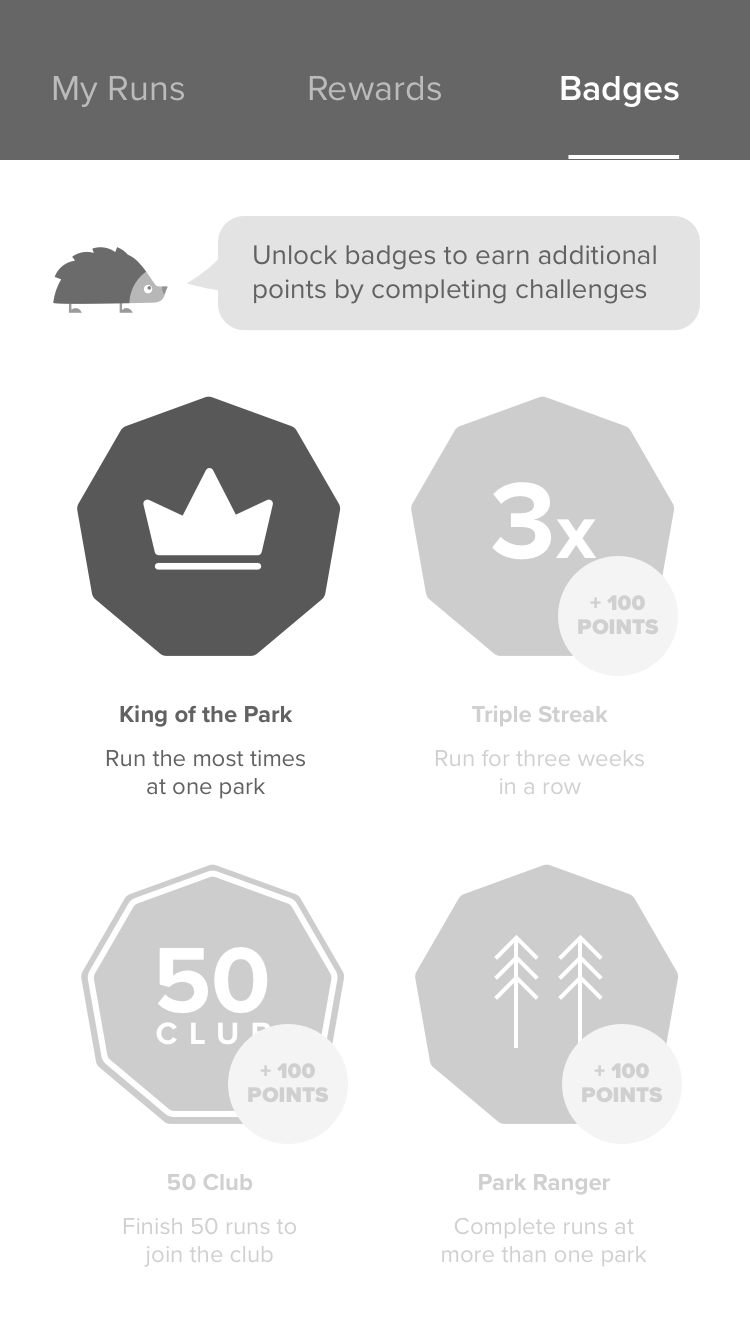 My Runs
Rewards
Badges
Unlock badges to earn additional
points by completing challenges
3x
+ 100
POINTS
King of the Park
Run the most times
at one park
Triple Streak
Run for three weeks
in a row
50
CLUB
+ 100
POINTS
+ 100
POINTS
50 Club
Finish 50 runs to
join the club
Park Ranger
Complete runs at
more than one park